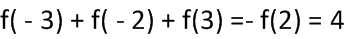 f( - 3) + f( - 2) + f(3) =- f(2) = 4